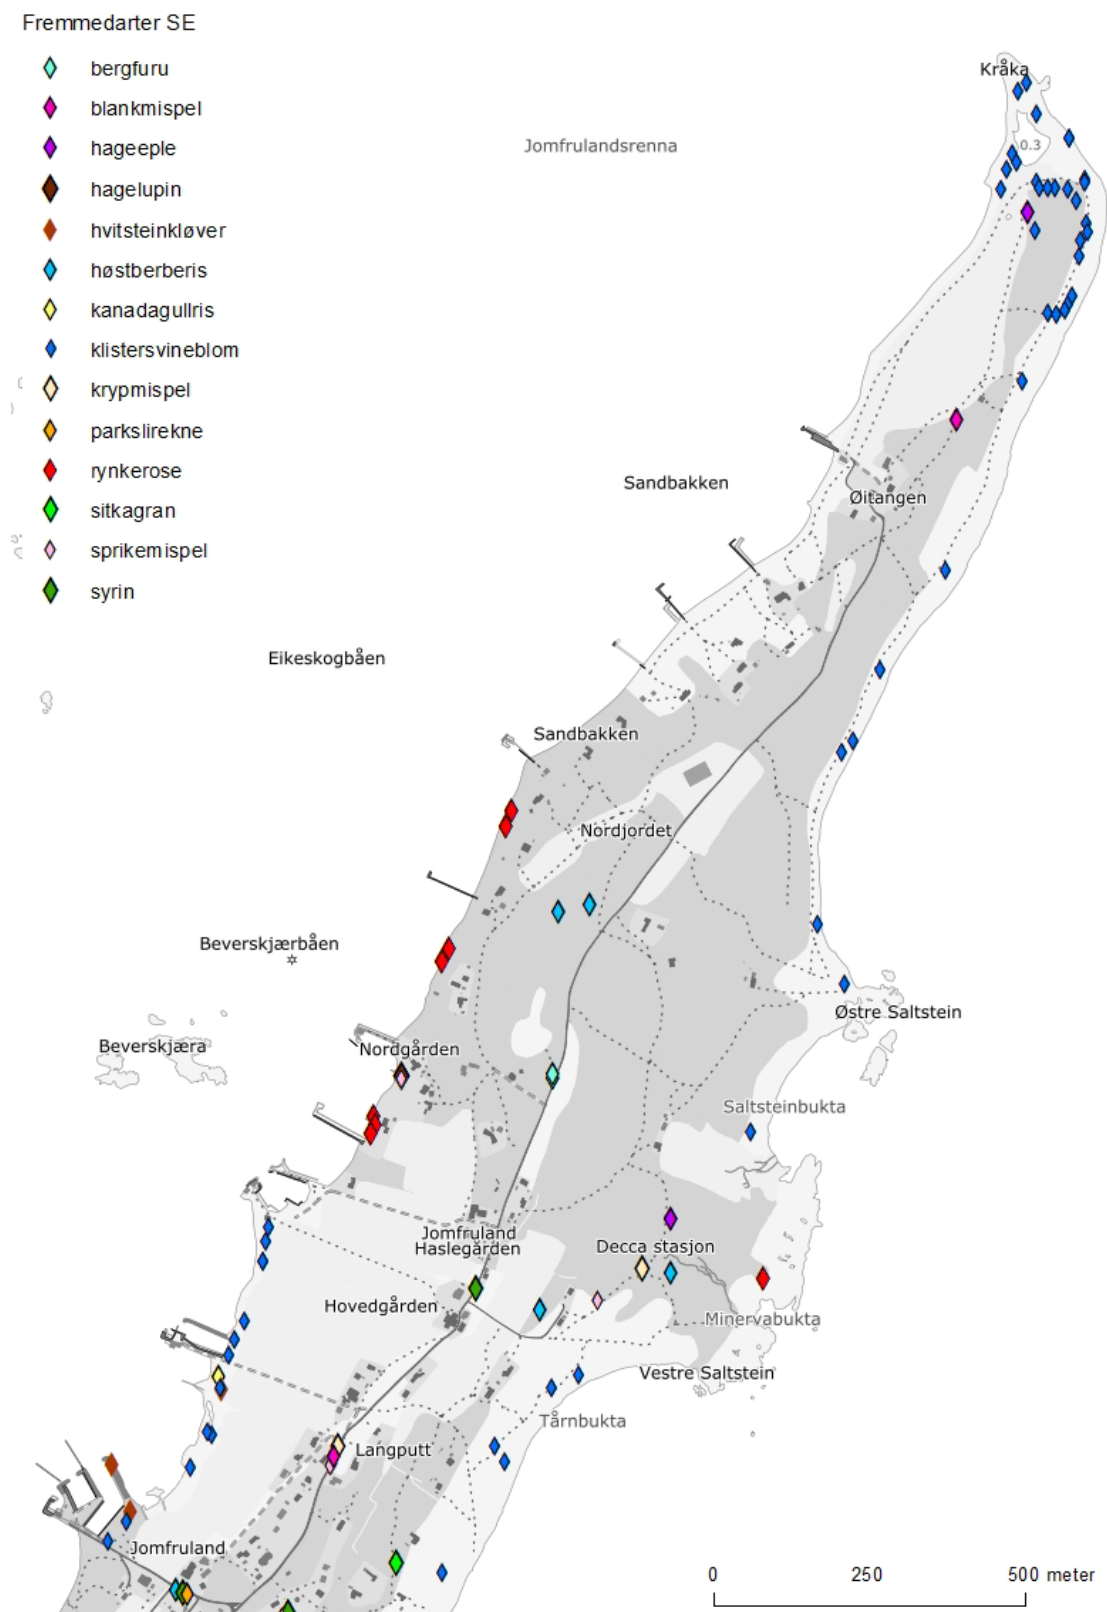 Fremmedarter SE
bergfuru
blankmispel
hageeple
hagelupin
hvitsteinkløver
høstberberis
kanadagullris
klistersvineblom
krypmispel
parkslirekne
rynkerose
sitkagran
sprikemispel
syrin
Kråka
Jomfrulandsrenna
0.3
Sandbakken
Øitangen
Eikeskogbåen
Sandbakken
Nordjordet
Beverskjærbåen
Østre Saltstein
Beverskjæra
Nordgården
Saltsteinbukta
Jomfruland
Haslegården
Decca stasjon
Hovedgården
Minervabukta
Vestre Saltstein
Tårnbukta
Langputt
Jomfruland
0 250 500 meter